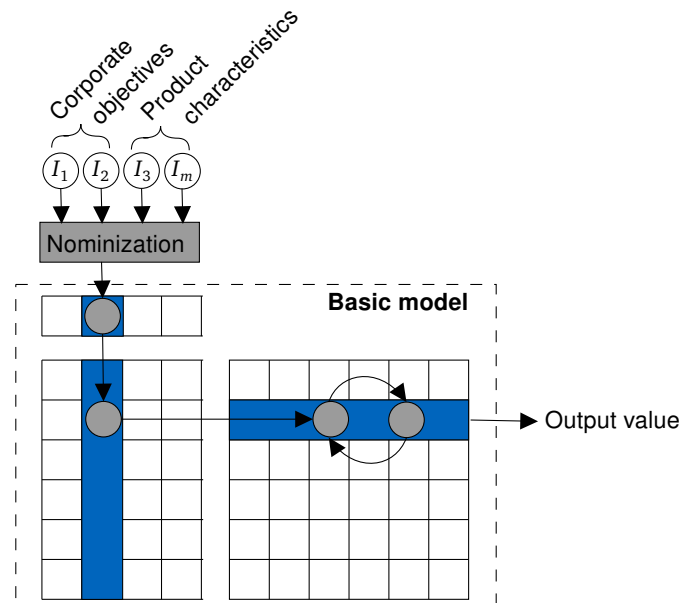 Corporate
objectives
Product
characteristics
I₁ I₂ I₃ Iₘ
Nominization
Basic model
Output value